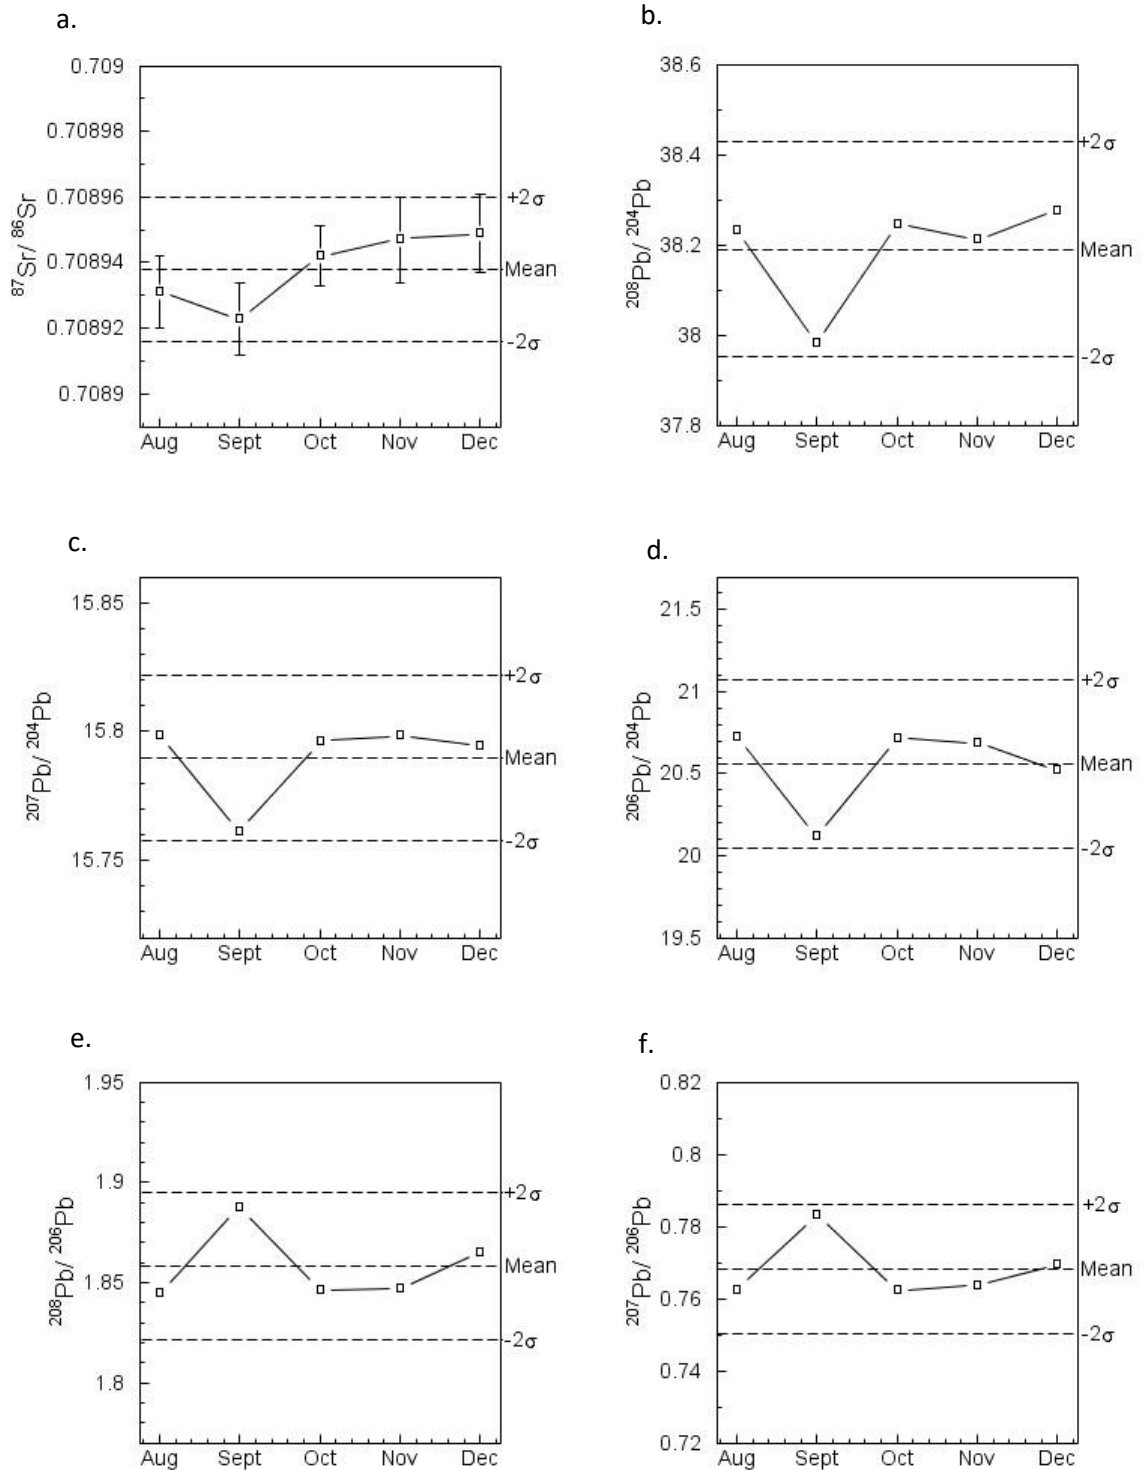 a.
0.709
0.70898
0.70896
0.70894
0.70892
0.7089
⁸⁷Sr/ ⁸⁶Sr
+2σ
Mean
-2σ
Aug Sept Oct Nov Dec
b.
38.6
38.4
38.2
38
37.8
²⁰⁸Pb/ ²⁰⁴Pb
+2σ
Mean
-2σ
Aug Sept Oct Nov Dec
c.
15.85
15.8
15.75
²⁰⁷Pb/ ²⁰⁴Pb
+2σ
Mean
-2σ
Aug Sept Oct Nov Dec
d.
21.5
21
20.5
20
19.5
²⁰⁶Pb/ ²⁰⁴Pb
+2σ
Mean
-2σ
Aug Sept Oct Nov Dec
e.
1.95
1.9
1.85
1.8
²⁰⁸Pb/ ²⁰⁶Pb
+2σ
Mean
-2σ
Aug Sept Oct Nov Dec
f.
0.82
0.8
0.78
0.76
0.74
0.72
²⁰⁷Pb/ ²⁰⁶Pb
+2σ
Mean
-2σ
Aug Sept Oct Nov Dec